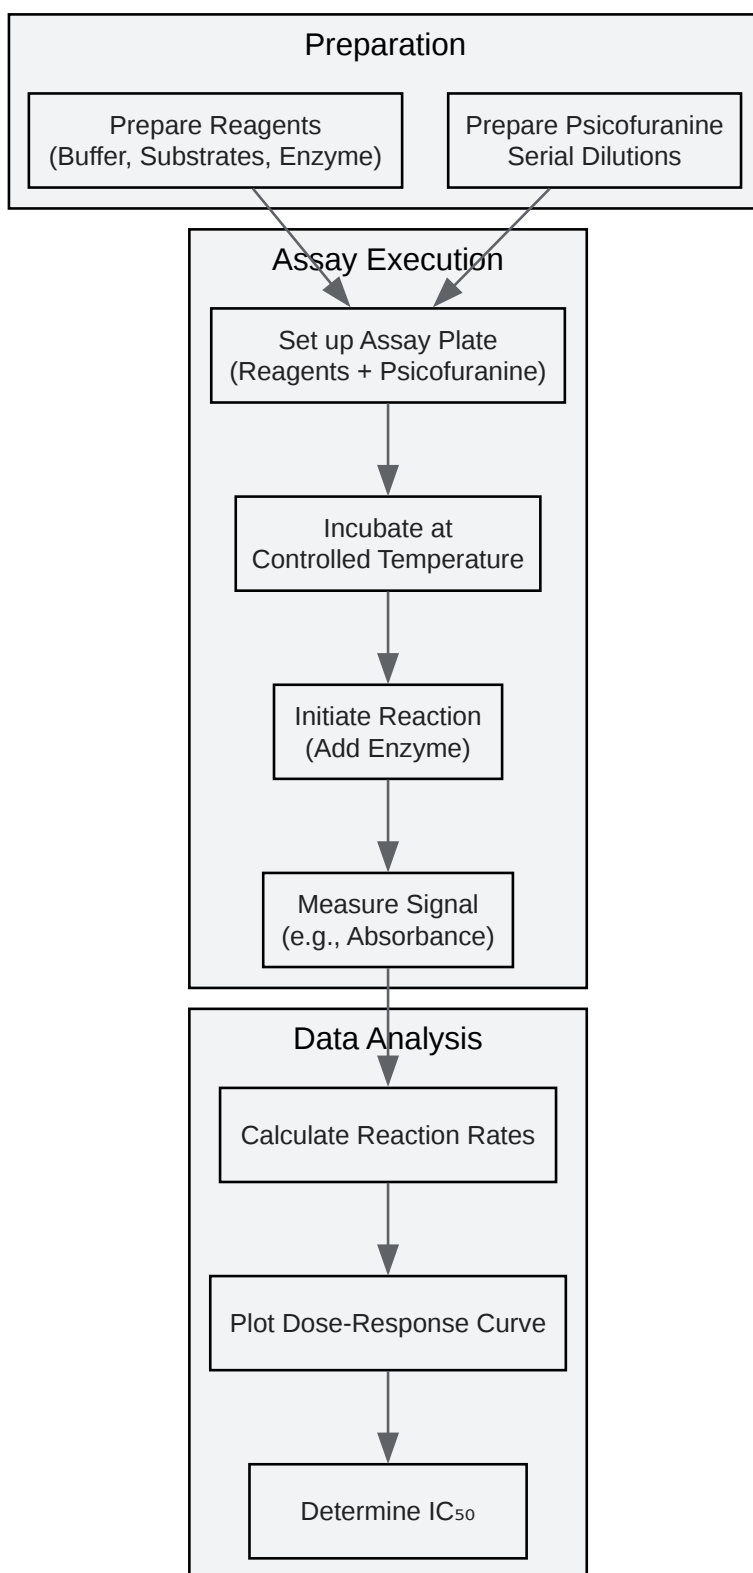 Preparation
Prepare Reagents
(Buffer, Substrates, Enzyme)
Prepare Psicofuranine
Serial Dilutions
Assay Execution
Set up Assay Plate
(Reagents + Psicofuranine)
Incubate at
Controlled Temperature
Initiate Reaction
(Add Enzyme)
Measure Signal
(e.g., Absorbance)
Data Analysis
Calculate Reaction Rates
Plot Dose-Response Curve
Determine IC₅₀